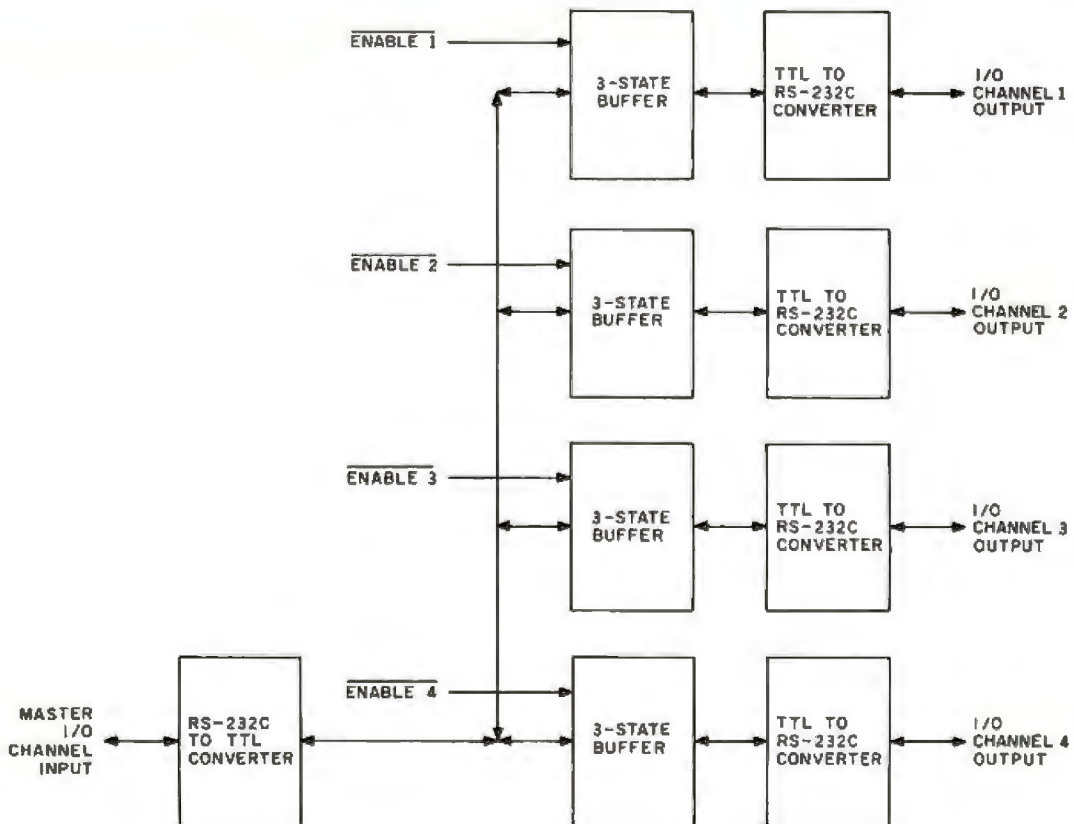 ENABLE 1
3-STATE
BUFFER
TTL TO
RS-232C
CONVERTER
I/O
CHANNEL 1
OUTPUT
ENABLE 2
3-STATE
BUFFER
TTL TO
RS-232C
CONVERTER
I/O
CHANNEL 2
OUTPUT
ENABLE 3
3-STATE
BUFFER
TTL TO
RS-232C
CONVERTER
I/O
CHANNEL 3
OUTPUT
MASTER
I/O
CHANNEL
INPUT
RS-232C
TO TTL
CONVERTER
ENABLE 4
3-STATE
BUFFER
TTL TO
RS-232C
CONVERTER
I/O
CHANNEL 4
OUTPUT